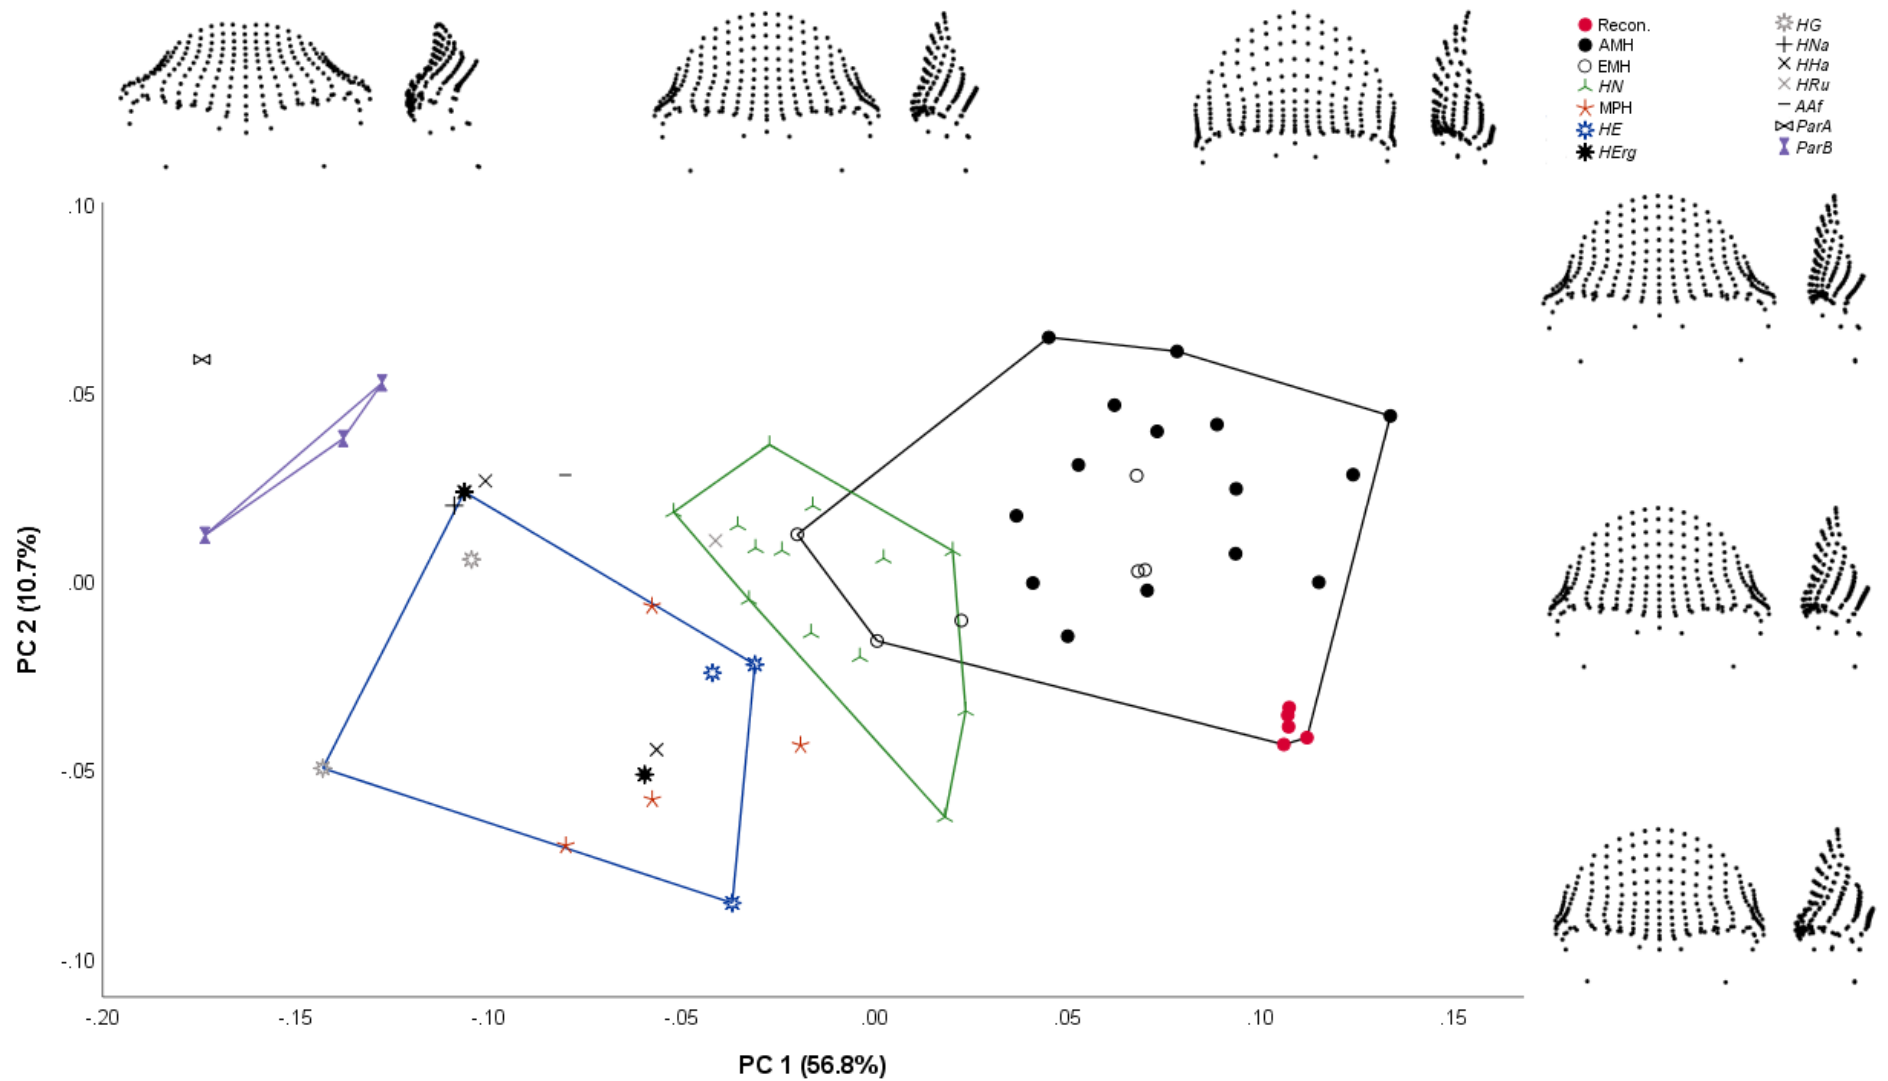 Recon.
AMH
EMH
HN
MPH
HE
HErg
HG
HNa
HHa
HRu
AAf
ParA
ParB
.10
.05
.00
-.05
-.10
PC 2 (10.7%)
-.20 -.15 -.10 -.05 .00 .05 .10 .15
PC 1 (56.8%)